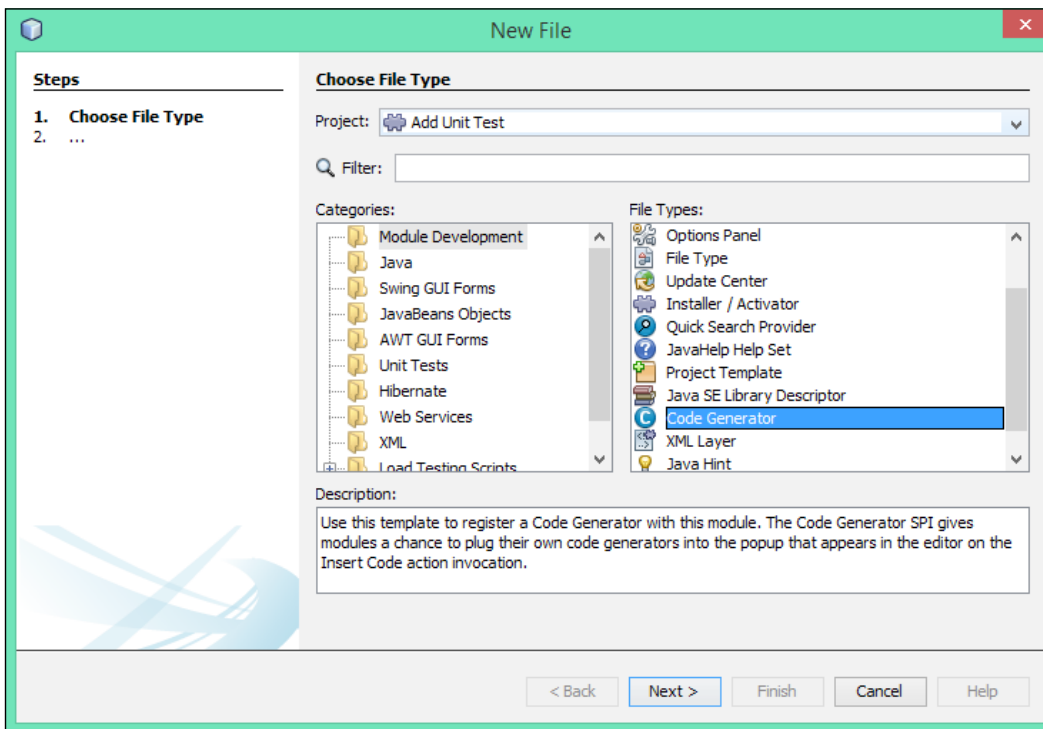 New File
Steps
1. Choose File Type
2. ...
Choose File Type
Project: Add Unit Test
Filter:
Categories:
Module Development
Java
Swing GUI Forms
JavaBeans Objects
AWT GUI Forms
Unit Tests
Hibernate
Web Services
XML
Load Testing Scripts
File Types:
Options Panel
File Type
Update Center
Installer / Activator
Quick Search Provider
JavaHelp Help Set
Project Template
Java SE Library Descriptor
Code Generator
XML Layer
Java Hint
Description:
Use this template to register a Code Generator with this module. The Code Generator SPI gives
modules a chance to plug their own code generators into the popup that appears in the editor on the
Insert Code action invocation.
< Back Next > Finish Cancel Help